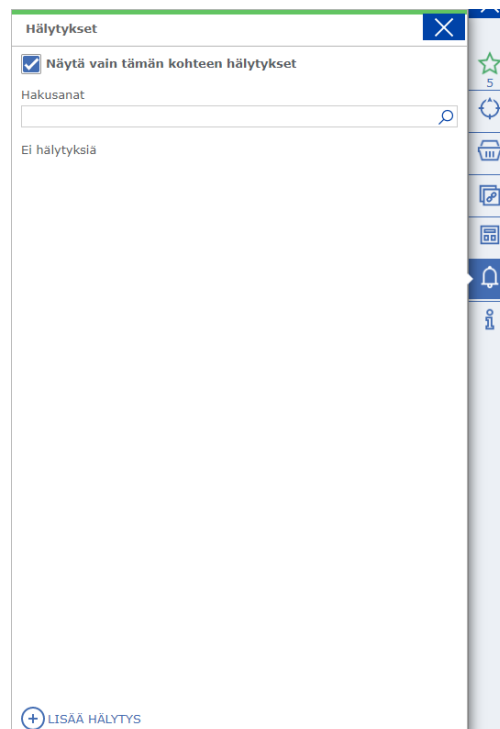 Hälytykset
Näytä vain tämän kohteen hälytykset
Hakusanat
Ei hälytyksiä
LISÄÄ HÄLYTYS
5